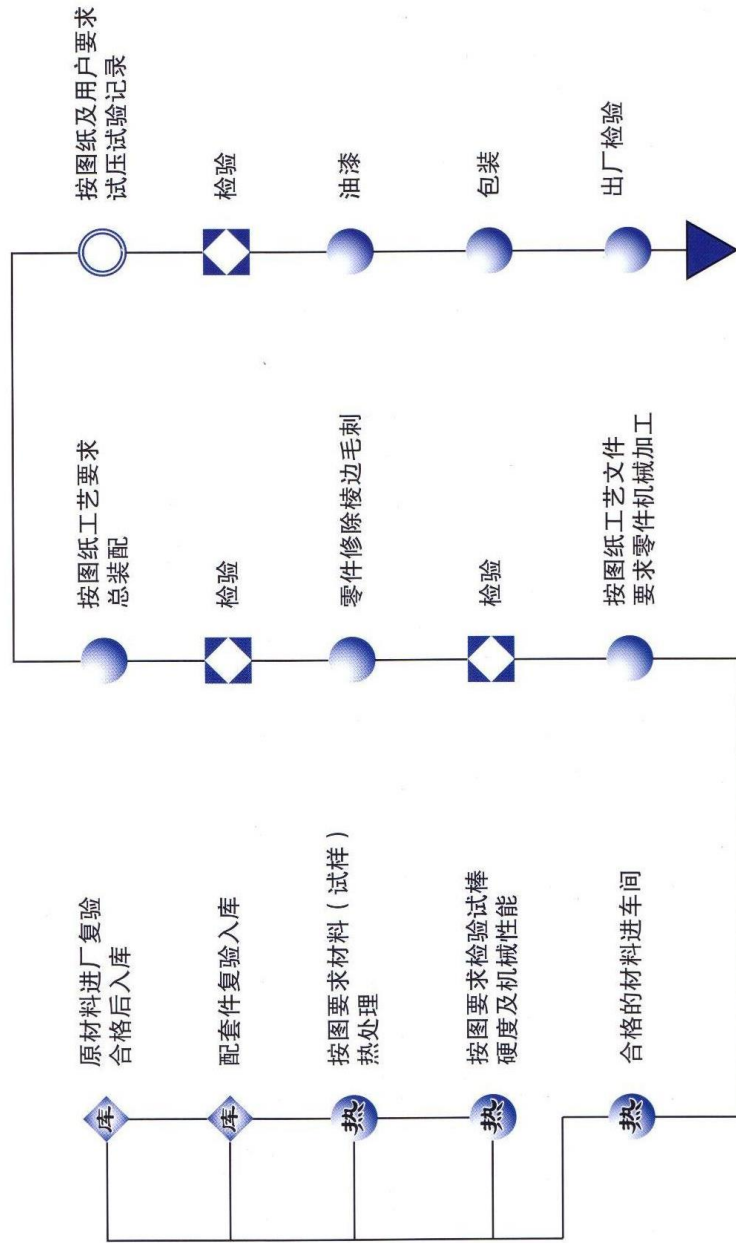 库
原材料进厂复验
合格后入库
库
配套件复验入库
热
按图要求材料（试样）
热处理
热
按图要求检验试棒
硬度及机械性能
热
合格的材料进车间
按图纸工艺要求
总装配
检验
零件修除棱边毛刺
检验
按图纸工艺文件
要求零件机械加工
按图纸及用户要求
试压试验记录
检验
油漆
包装
出厂检验